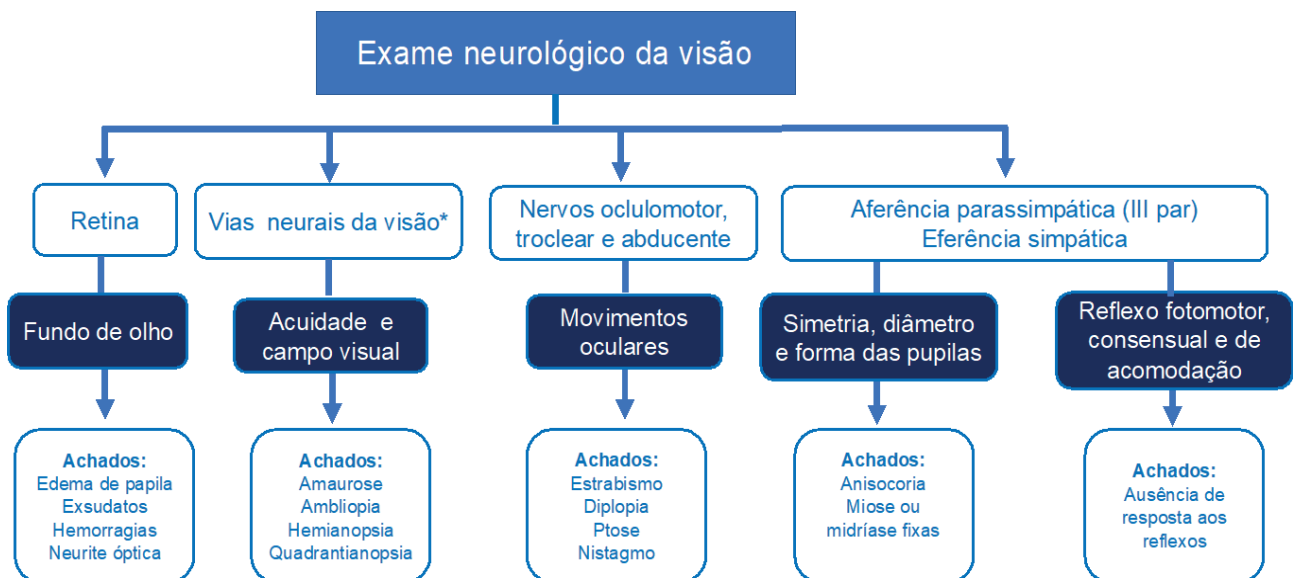 Exame neurológico da visão
Retina
Vias neurais da visão*
Nervos oclulomotor,
troclear e abducente
Aferência parassimpática (III par)
Eferência simpática
Fundo de olho
Acuidade e
campo visual
Movimentos
oculares
Simetria, diâmetro
e forma das pupilas
Reflexo fotomotor,
consensual e de
acomodação
Achados:
Edema de papila
Exsudatos
Hemorragias
Neurite óptica
Achados:
Amaurose
Ambliopia
Hemianopsia
Quadrantianopsia
Achados:
Estrabismo
Diplopia
Ptose
Nistagmo
Achados:
Anisocoria
Miose ou
midríase fixas
Achados:
Ausência de
resposta aos
reflexos